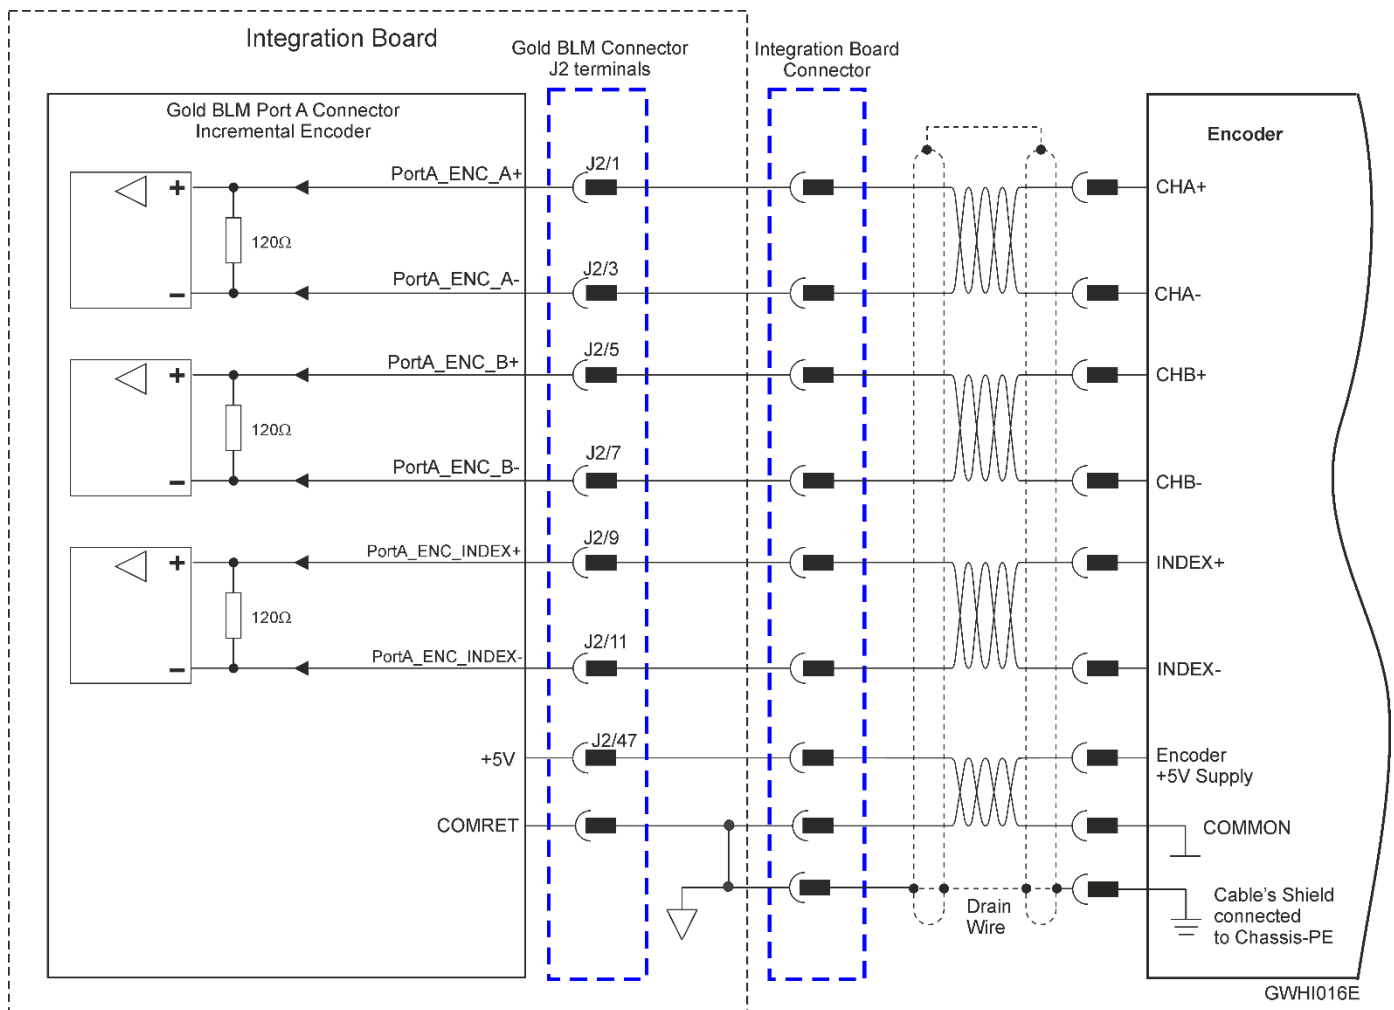 Integration Board
Gold BLM Connector
J2 terminals
Integration Board
Connector
Gold BLM Port A Connector
Incremental Encoder
Encoder
PortA_ENC_A+
J2/1
+
CHA+
120Ω
PortA_ENC_A-
J2/3
−
CHA-
PortA_ENC_B+
J2/5
+
CHB+
120Ω
PortA_ENC_B-
J2/7
−
CHB-
PortA_ENC_INDEX+
J2/9
+
INDEX+
120Ω
PortA_ENC_INDEX-
J2/11
−
INDEX-
+5V
J2/47
Encoder
+5V Supply
COMRET
COMMON
Drain
Wire
Cable's Shield
connected
to Chassis-PE
GWHI016E